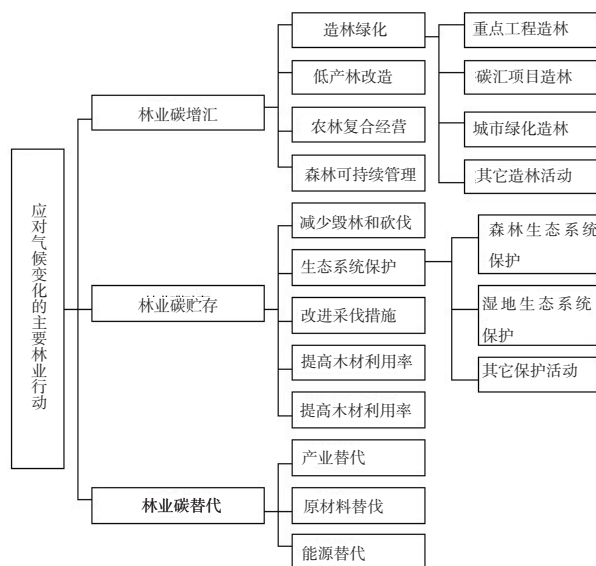 应对气候变化的主要林业行动
林业碳增汇
造林绿化
重点工程造林
碳汇项目造林
城市绿化造林
其它造林活动
低产林改造
农林复合经营
森林可持续管理
林业碳贮存
减少毁林和砍伐
生态系统保护
森林生态系统
保护
湿地生态系统
保护
其它保护活动
改进采伐措施
提高木材利用率
提高木材利用率
林业碳替代
产业替代
原材料替伐
能源替代